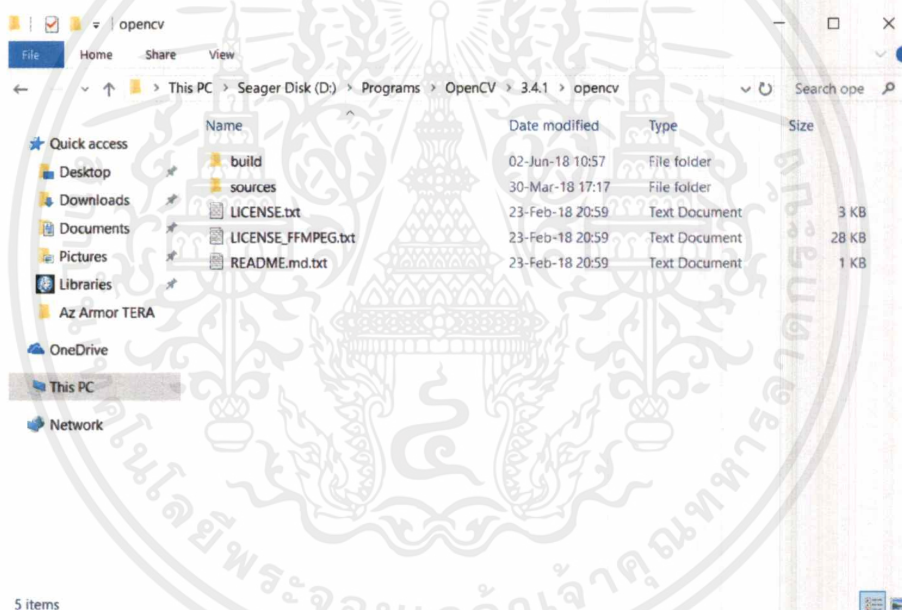 opencv
File Home Share View
This PC > Seager Disk (D:) > Programs > OpenCV > 3.4.1 > opencv Search ope
Name Date modified Type Size
Quick access
Desktop
Downloads
Documents
Pictures
Libraries
Az Armor TERA
OneDrive
This PC
Network
build 02-Jun-18 10:57 File folder
sources 30-Mar-18 17:17 File folder
LICENSE.txt 23-Feb-18 20:59 Text Document 3 KB
LICENSE_FFMPEG.txt 23-Feb-18 20:59 Text Document 28 KB
README.md.txt 23-Feb-18 20:59 Text Document 1 KB
5 items